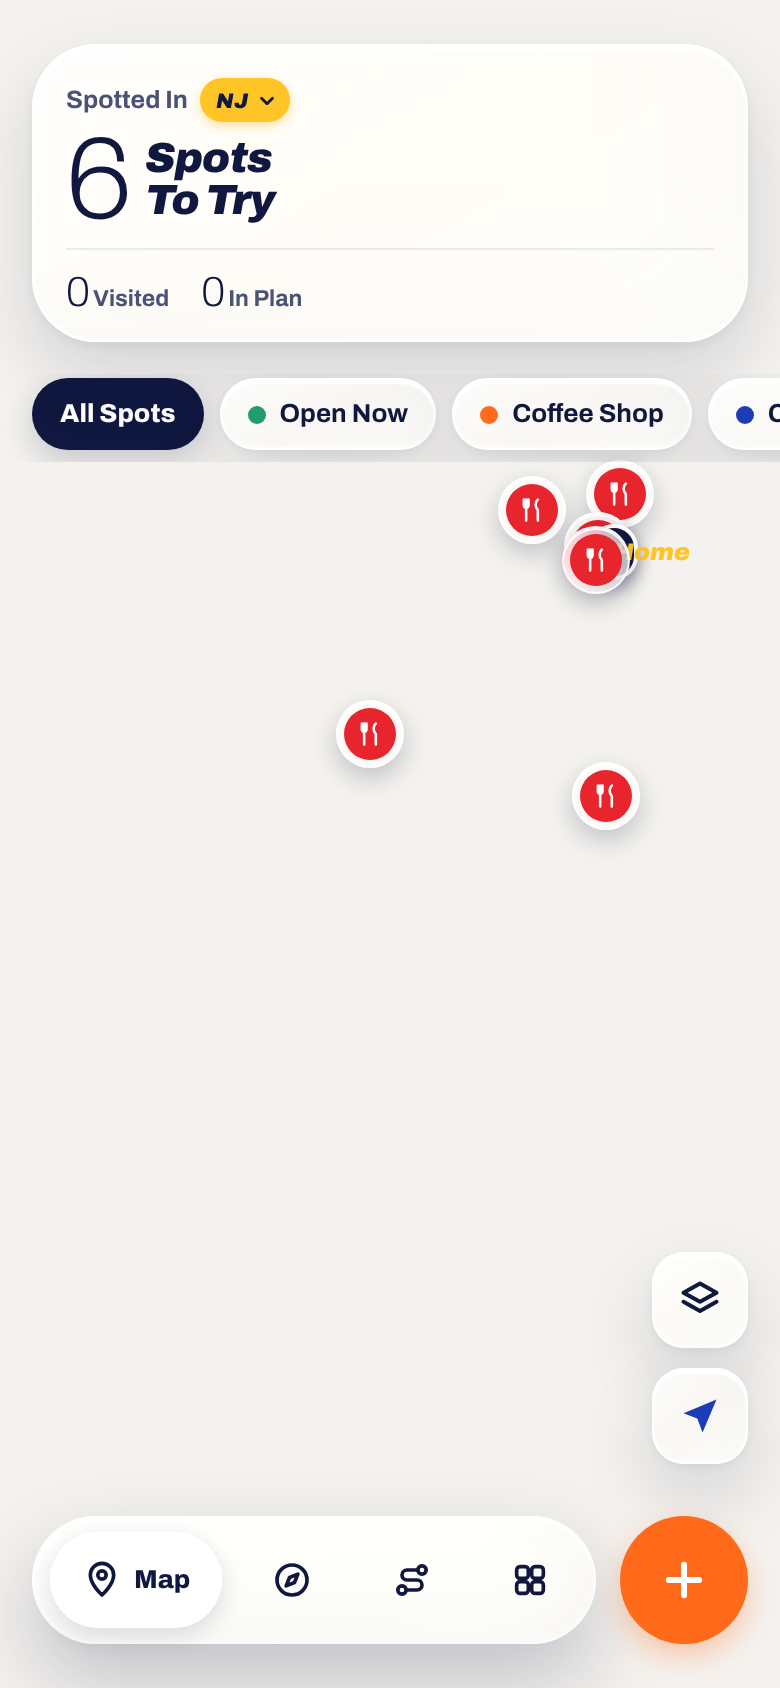 Spotted In NJ
6 Spots
To Try
0 Visited 0 In Plan
All Spots Open Now Coffee Shop
Map